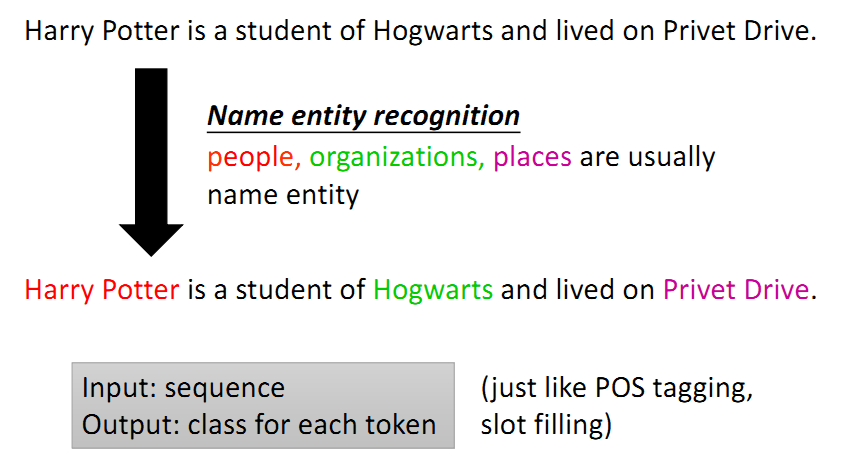 Harry Potter is a student of Hogwarts and lived on Privet Drive.
Name entity recognition
people, organizations, places are usually
name entity
Harry Potter is a student of Hogwarts and lived on Privet Drive.
Input: sequence
Output: class for each token
(just like POS tagging,
slot filling)